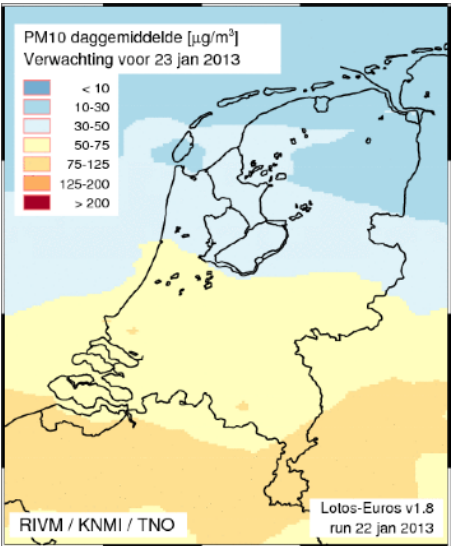 PM10 daggemiddelde [µg/m³]
Verwachting voor 23 jan 2013
< 10
10-30
30-50
50-75
75-125
125-200
> 200
RIVM / KNMI / TNO
Lotos-Euros v1.8
run 22 jan 2013